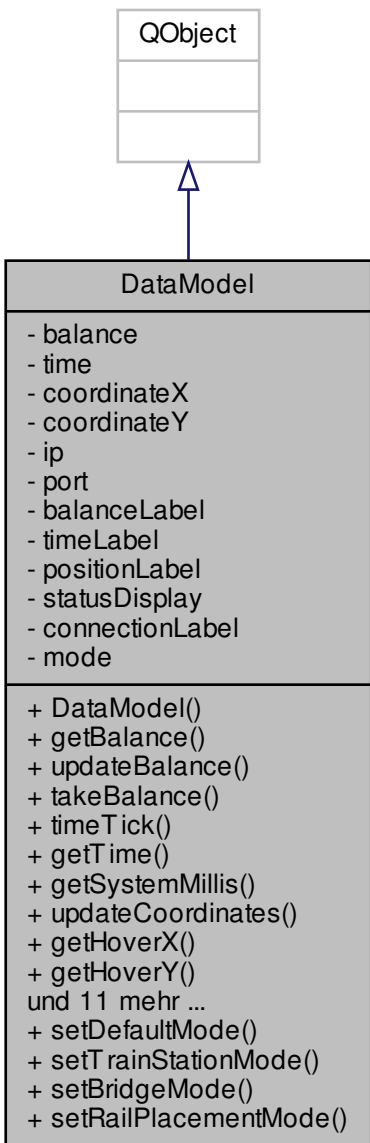 QObject
DataModel
- balance
- time
- coordinateX
- coordinateY
- ip
- port
- balanceLabel
- timeLabel
- positionLabel
- statusDisplay
- connectionLabel
- mode
+ DataModel()
+ getBalance()
+ updateBalance()
+ takeBalance()
+ timeTick()
+ getTime()
+ getSystemMillis()
+ updateCoordinates()
+ getHoverX()
+ getHoverY()
und 11 mehr ...
+ setDefaultMode()
+ setTrainStationMode()
+ setBridgeMode()
+ setRailPlacementMode()